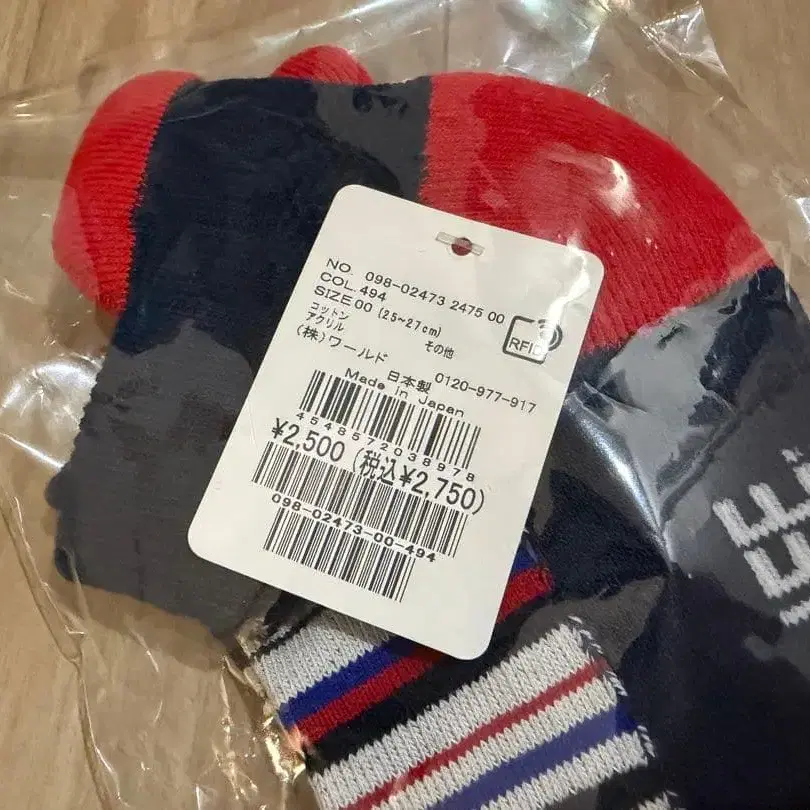 NO. 098-02473 2475 00
COL. 494
SIZE 00 (25~27cm)
コットン
アクリル その他
RFID
(株)ワールド
日本製 0120-977-917
Made in Japan
4548572038978
¥2,500 (税込¥2,750)
098-02473-00-494